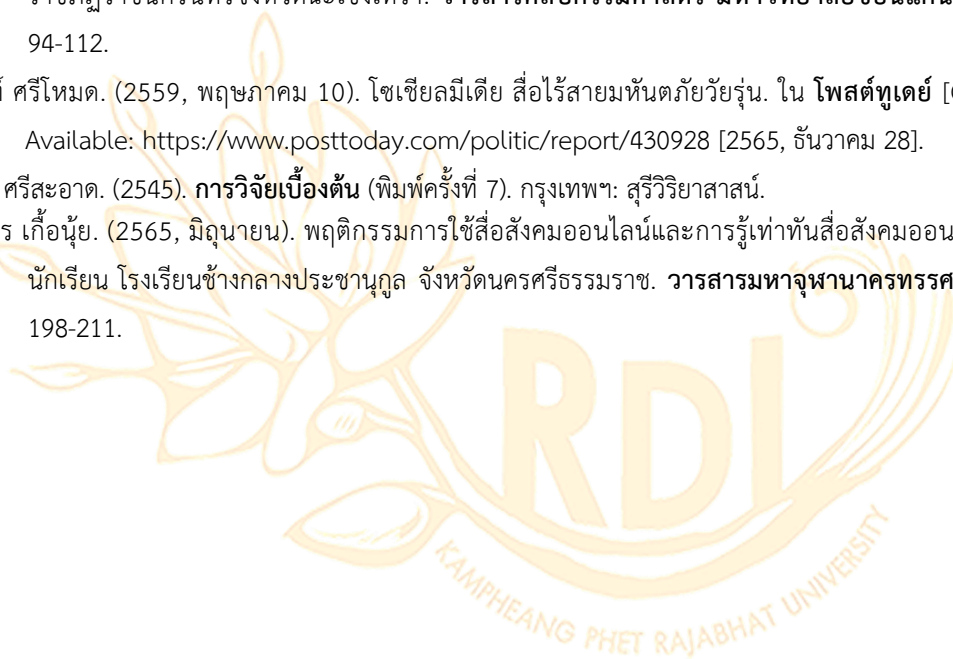 94-112.
ศรีโหมด. (2559, พฤษภาคม 10). โซเชียลมีเดีย สื่อไร้สายมหันตภัยวัยรุ่น. ใน โพสต์ทูเดย์ [
Available: https://www.posttoday.com/politic/report/430928 [2565, ธันวาคม 28].
ศรีสะอาด. (2545). การวิจัยเบื้องต้น (พิมพ์ครั้งที่ 7). กรุงเทพฯ: สุรีวิริยาสาสน์.
ร เกื้อนุ้ย. (2565, มิถุนายน). พฤติกรรมการใช้สื่อสังคมออนไลน์และการรู้เท่าทันสื่อสังคมออน
นักเรียน โรงเรียนช้างกลางประชานุกูล จังหวัดนครศรีธรรมราช. วารสารมหาจุฬานาครทรรศ
198-211.
RDI
KAMPHEANG PHET RAJABHAT UNIVERSITY